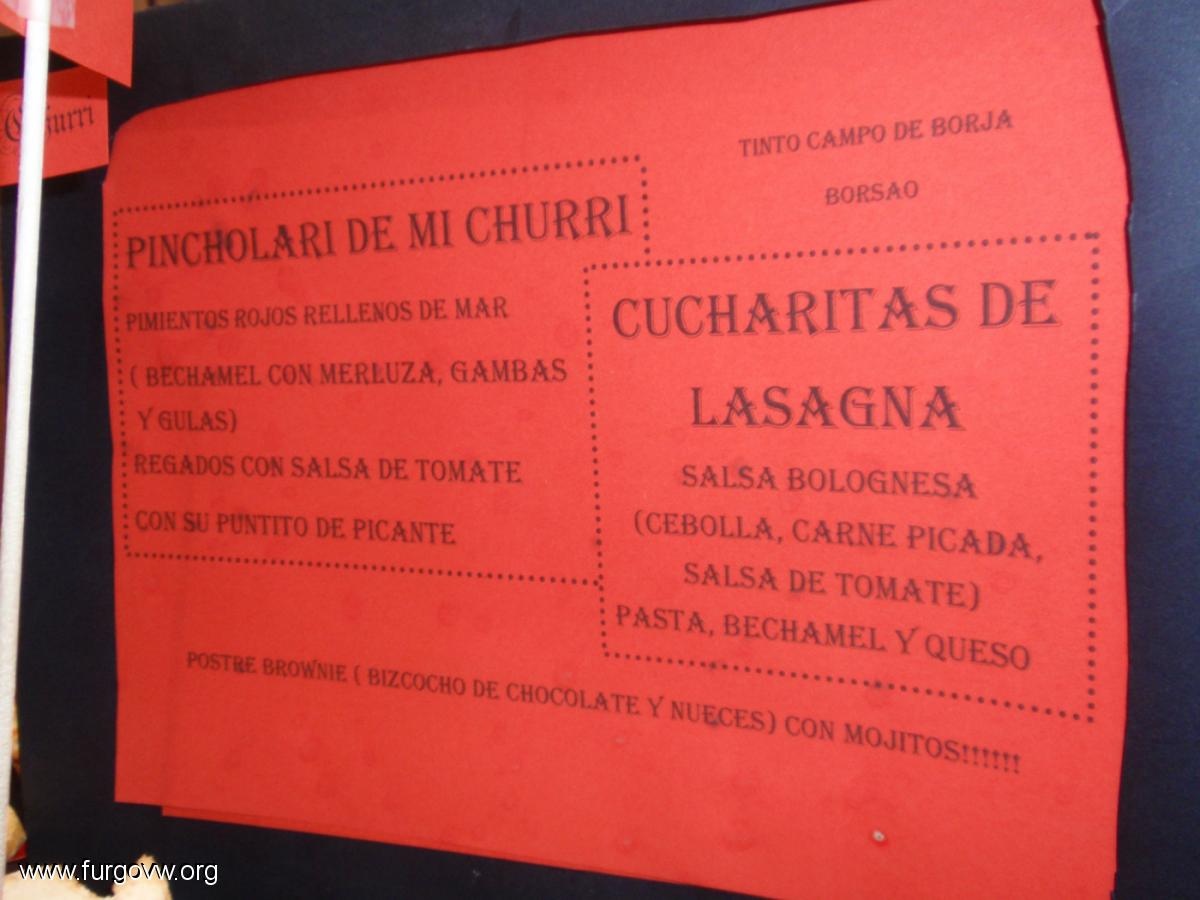 Churri
TINTO CAMPO DE BORJA
BORSAO
PINCHOLARI DE MI CHURRI
PIMIENTOS ROJOS RELLENOS DE MAR
( BECHAMEL CON MERLUZA, GAMBAS
Y GULAS)
REGADOS CON SALSA DE TOMATE
CON SU PUNTITO DE PICANTE
CUCHARITAS DE
LASAGNA
SALSA BOLOGNESA
(CEBOLLA, CARNE PICADA,
SALSA DE TOMATE)
PASTA, BECHAMEL Y QUESO
POSTRE BROWNIE ( BIZCOCHO DE CHOCOLATE Y NUECES) CON MOJITOS!!!!!!
www.furgovw.org